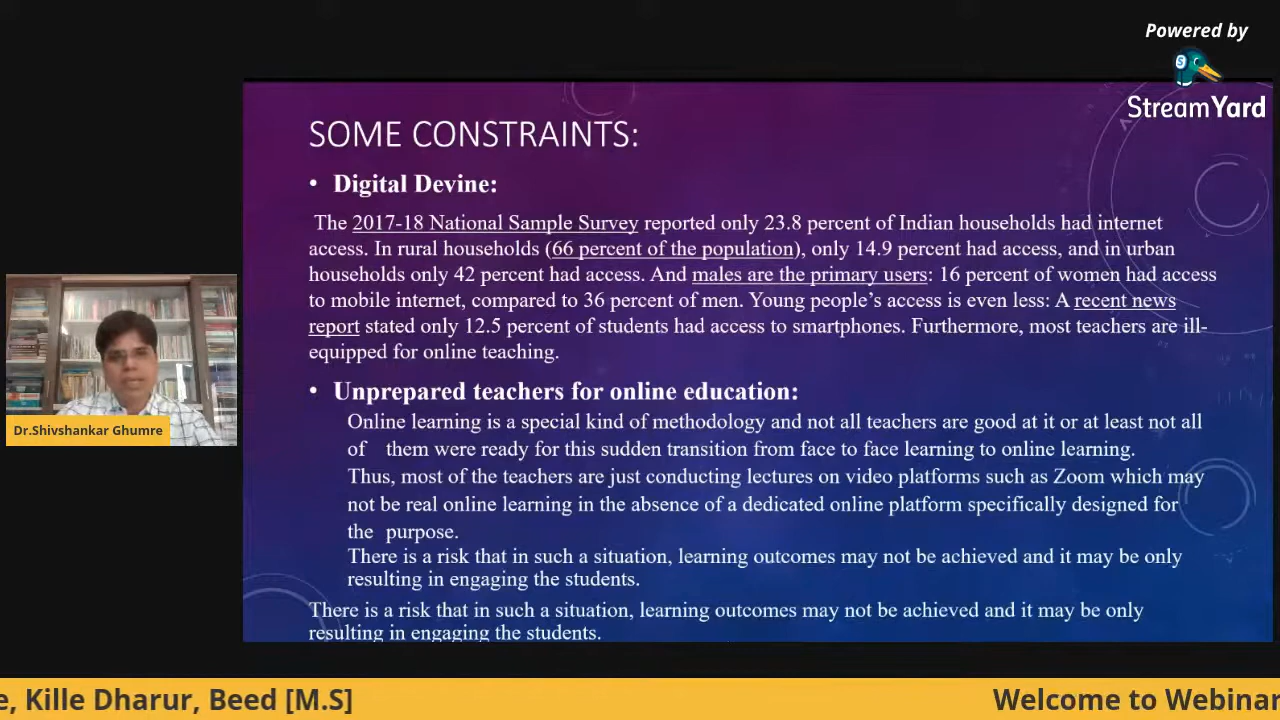 Powered by
StreamYard
SOME CONSTRAINTS:
• Digital Devine:
The 2017-18 National Sample Survey reported only 23.8 percent of Indian households had internet
access. In rural households (66 percent of the population), only 14.9 percent had access, and in urban
households only 42 percent had access. And males are the primary users: 16 percent of women had access
to mobile internet, compared to 36 percent of men. Young people’s access is even less: A recent news
report stated only 12.5 percent of students had access to smartphones. Furthermore, most teachers are ill-
equipped for online teaching.
• Unprepared teachers for online education:
Online learning is a special kind of methodology and not all teachers are good at it or at least not all
of them were ready for this sudden transition from face to face learning to online learning.
Thus, most of the teachers are just conducting lectures on video platforms such as Zoom which may
not be real online learning in the absence of a dedicated online platform specifically designed for
the purpose.
There is a risk that in such a situation, learning outcomes may not be achieved and it may be only
resulting in engaging the students.
There is a risk that in such a situation, learning outcomes may not be achieved and it may be only
resulting in engaging the students.
Dr.Shivshankar Ghumre
e, Kille Dharur, Beed [M.S] Welcome to Webinar